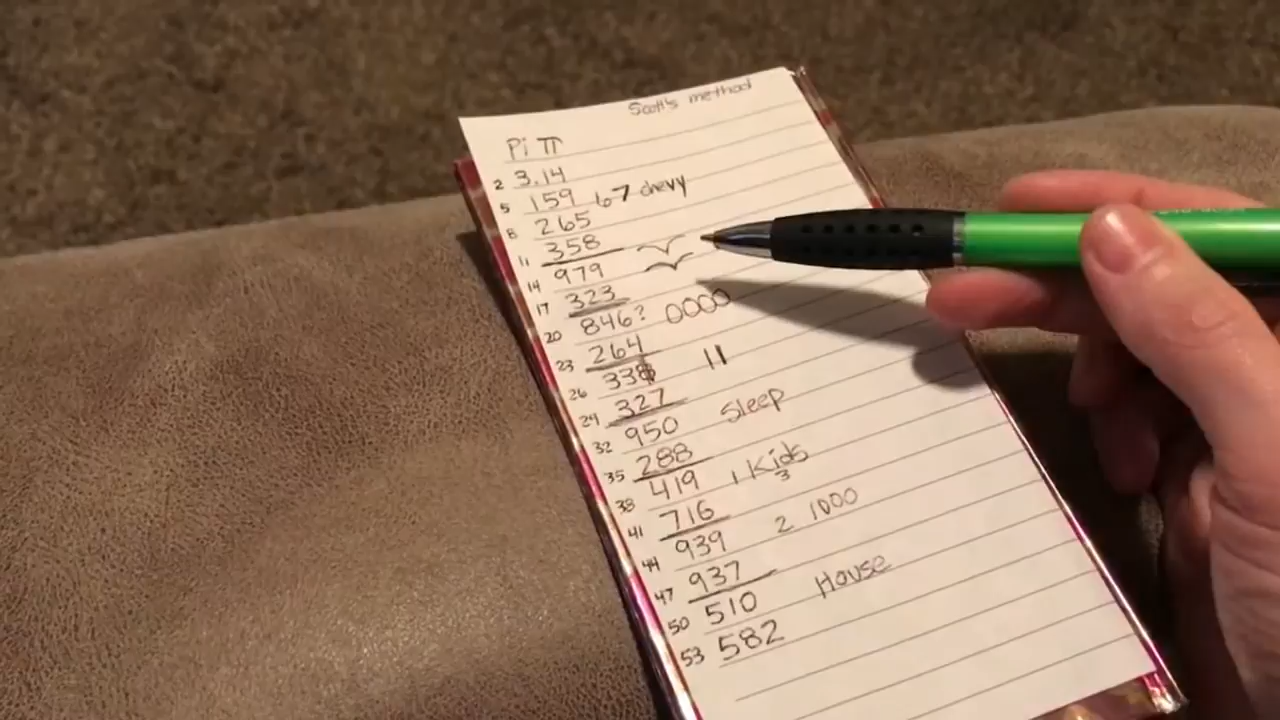 Scott's method
Pi π
2 3.14
5 159 67 chevy
8 265
11 358
14 979
17 323
20 846? 0000
23 264
26 338 11
29 327
32 950 Sleep
35 288
38 419 1 Kids 3
41 716
44 939 2 1000
47 937
50 510 House
53 582